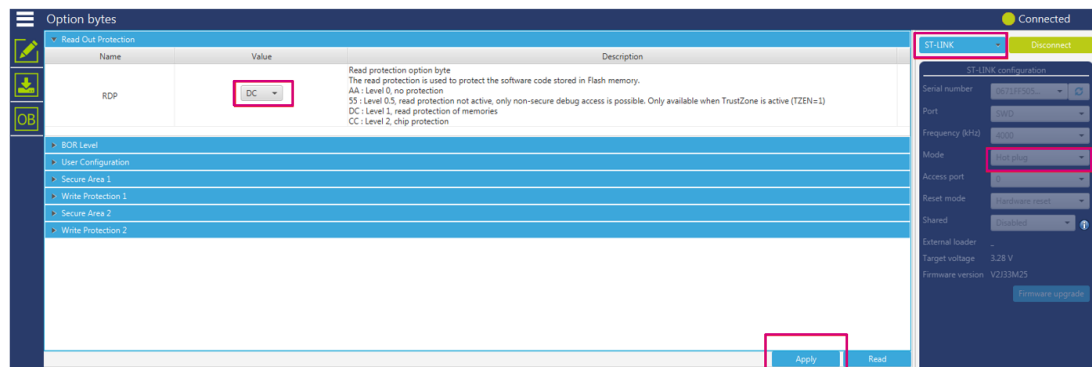 Option bytes
Connected
Read Out Protection
Name Value Description
RDP
DC
Read protection option byte
The read protection is used to protect the software code stored in Flash memory.
AA : Level 0, no protection
55 : Level 0.5, read protection not active, only non-secure debug access is possible. Only available when TrustZone is active (TZEN=1)
DC : Level 1, read protection of memories
CC : Level 2, chip protection
BOR Level
User Configuration
Secure Area 1
Write Protection 1
Secure Area 2
Write Protection 2
Apply Read
OB
ST-LINK Disconnect
ST-LINK configuration
Serial number
Port SWD
Frequency (kHz) 4000
Mode Hot plug
Access port 0
Reset mode Hardware reset
Shared Disabled
External loader _
Target voltage 3.28 V
Firmware version V2J33M25
Firmware upgrade